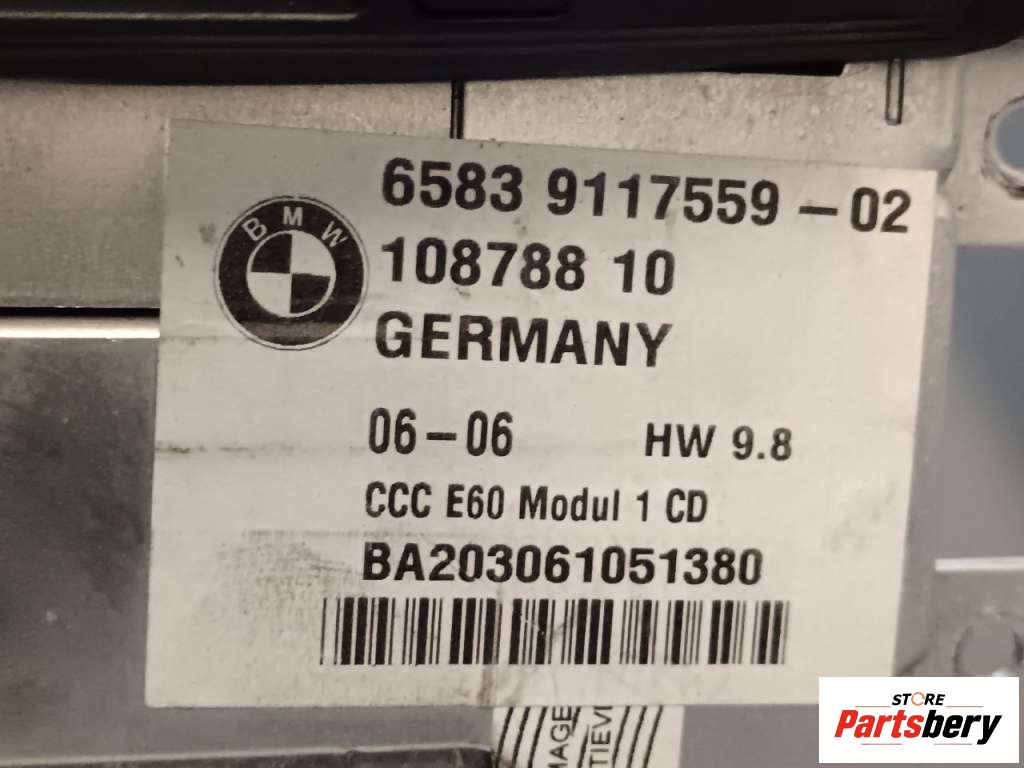 BMW
6583 9117559-02
108788 10
GERMANY
06-06 HW 9.8
CCC E60 Modul 1 CD
BA203061051380
STORE
Partsbery